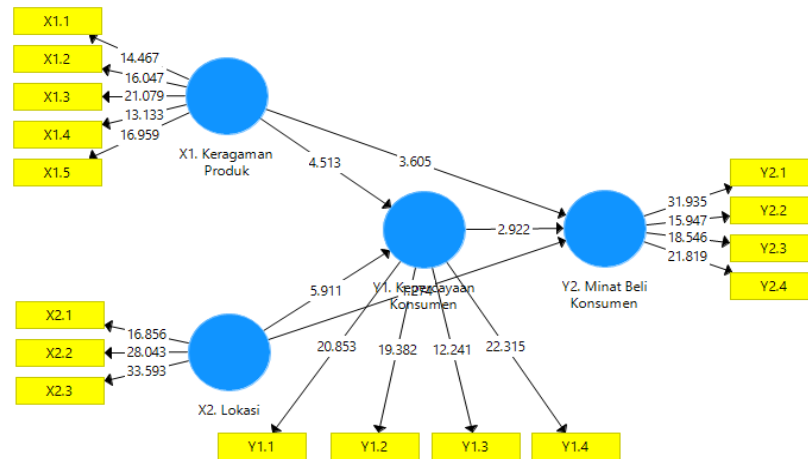 X1.1
X1.2
X1.3
X1.4
X1.5
14.467
16.047
21.079
13.133
16.959
X1. Keragaman
Produk
4.513
3.605
2.922
Y2. Minat Beli
Konsumen
31.935
15.947
18.546
21.819
Y2.1
Y2.2
Y2.3
Y2.4
5.911
Y1. Kepercayaan
Konsumen
X2.1
X2.2
X2.3
16.856
28.043
33.593
X2. Lokasi
20.853
19.382
12.241
22.315
Y1.1
Y1.2
Y1.3
Y1.4